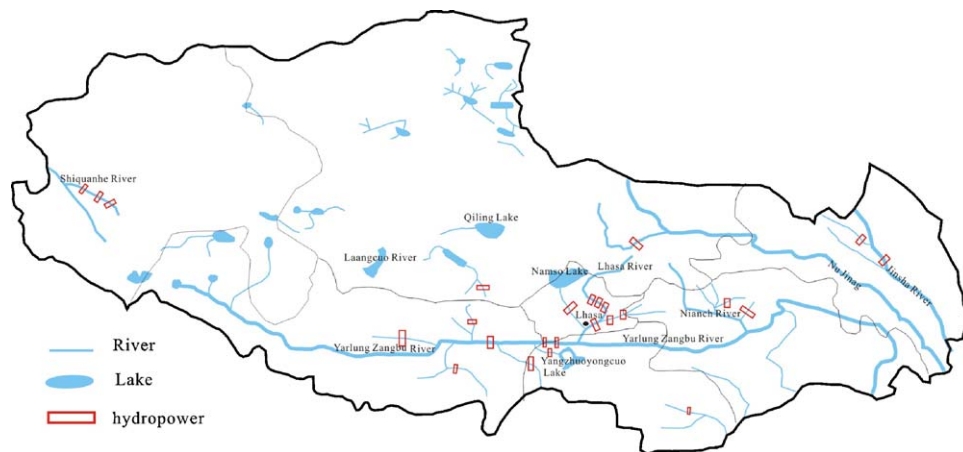 Shiquanhe River
Qiling Lake
Laangcuo River
Namso Lake
Lhasa River
Nu Jinag
Jinsha River
Lhasa
Nianch River
Yarlung Zangbu River
Yarlung Zangbu River
Yangzhuoyongcuo
Lake
River
Lake
hydropower